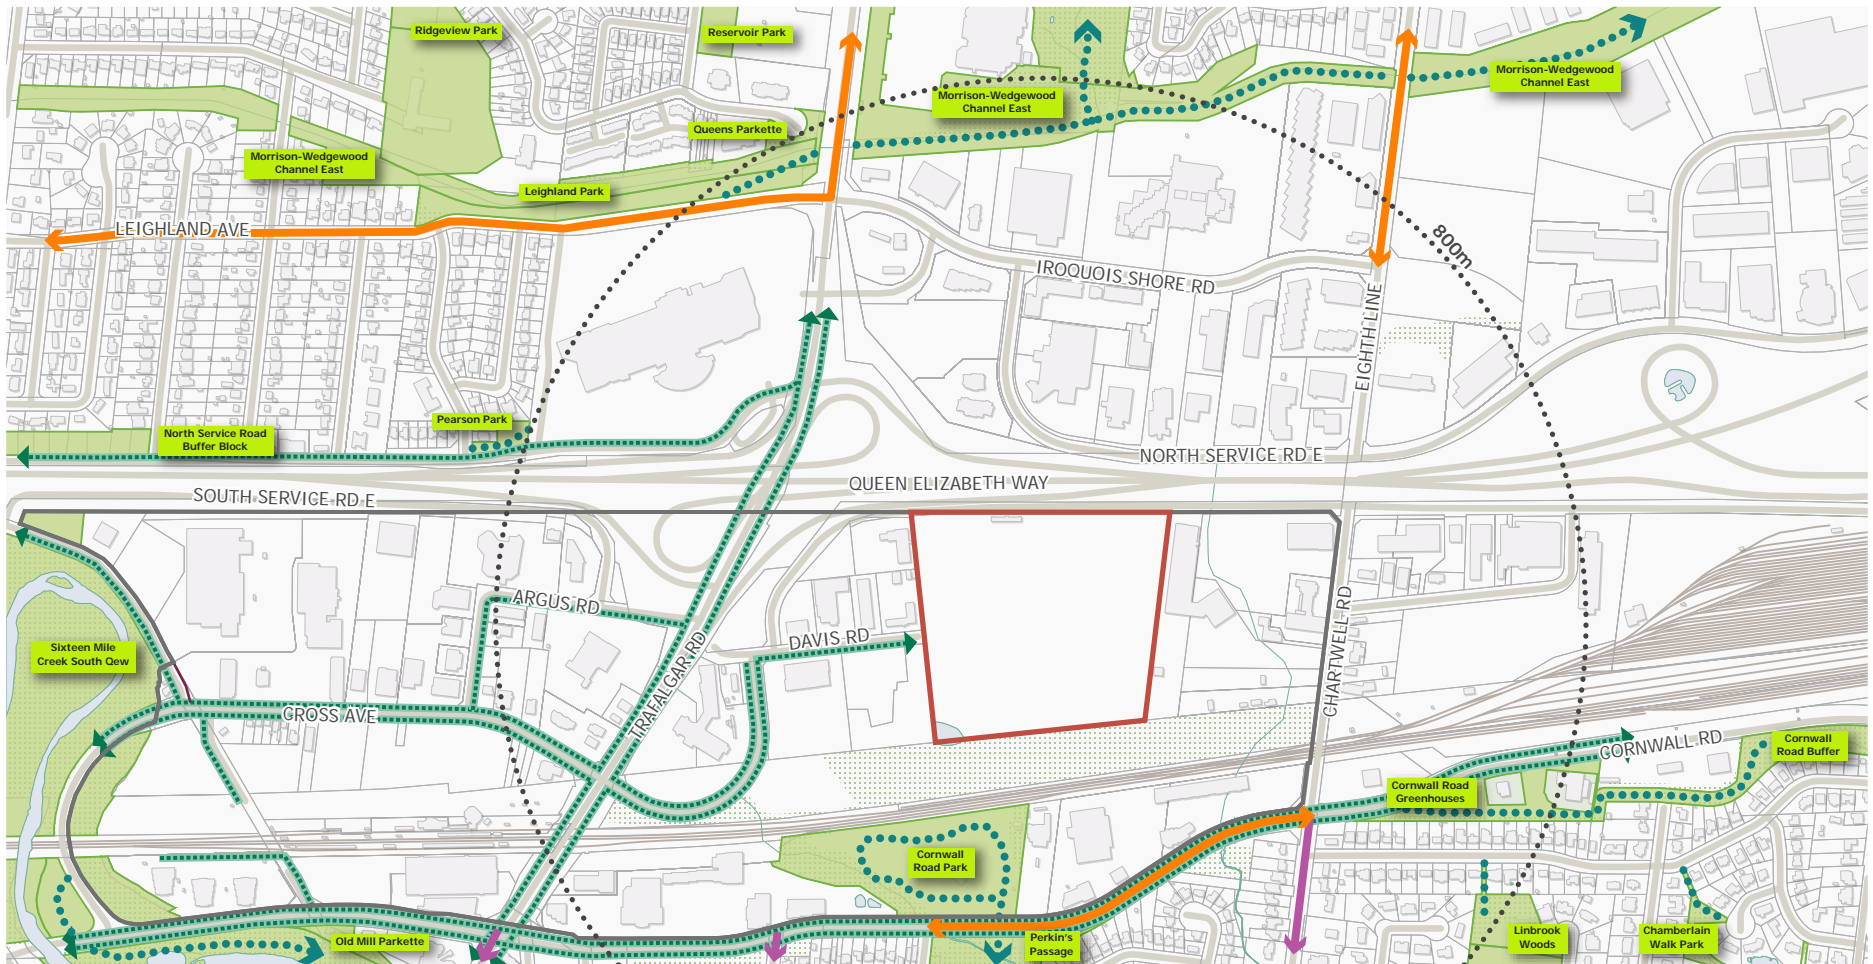 Ridgeview Park
Reservoir Park
Morrison-Wedgewood
Channel East
Morrison-Wedgewood
Channel East
Queens Parkette
Morrison-Wedgewood
Channel East
Leighland Park
LEIGHLAND AVE
800m
IROQUOIS SHORE RD
EIGHTH LINE
Pearson Park
North Service Road
Buffer Block
NORTH SERVICE RD E
QUEEN ELIZABETH WAY
SOUTH SERVICE RD E
ARGUS RD
DAVIS RD
CHARTWELL RD
Sixteen Mile
Creek South Qew
TRAFALGAR RD
CROSS AVE
CORNWALL RD
Cornwall
Road Buffer
Cornwall Road
Greenhouses
Cornwall
Road Park
Old Mill Parkette
Perkin's
Passage
Linbrook
Woods
Chamberlain
Walk Park